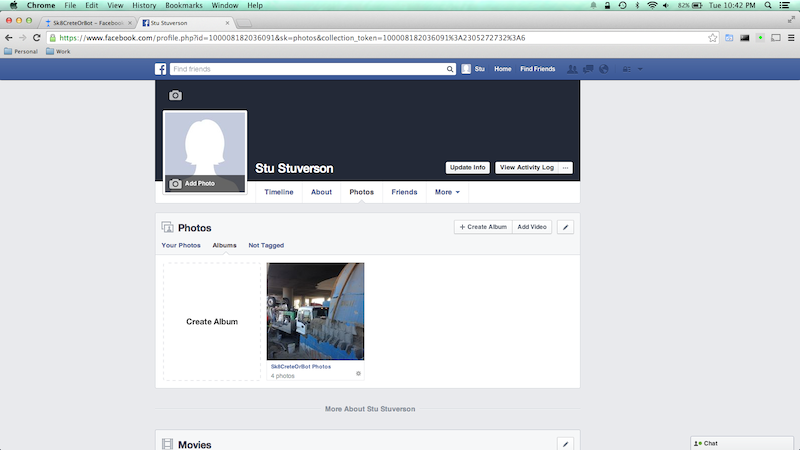 Chrome File Edit View History Bookmarks Window Help 82% Tue 10:42 PM
Sk8CreteOrBot – Facebook Stu Stuverson
https://www.facebook.com/profile.php?id=100008182036091&sk=photos&collection_token=100008182036091%3A2305272732%3A6
Personal Work
f Find friends Stu Home Find Friends
Stu Stuverson
Update Info View Activity Log ...
Add Photo
Timeline About Photos Friends More
Photos + Create Album Add Video
Your Photos Albums Not Tagged
Create Album
Sk8CreteOrBot Photos
4 photos
More About Stu Stuverson
Movies
Chat